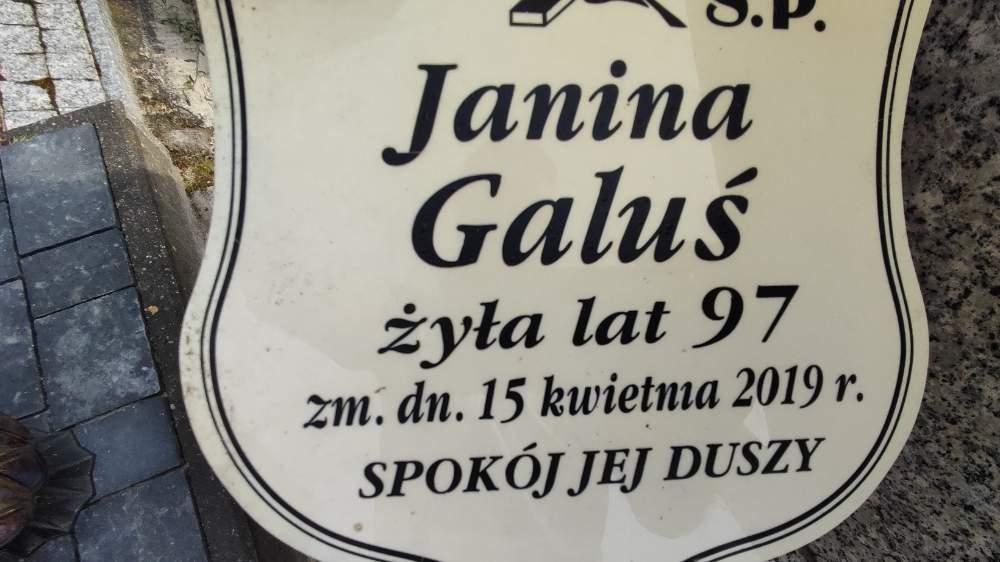 Ś.P.
Janina
Galuś
żyła lat 97
zm. dn. 15 kwietnia 2019 r.
SPOKÓJ JEJ DUSZY